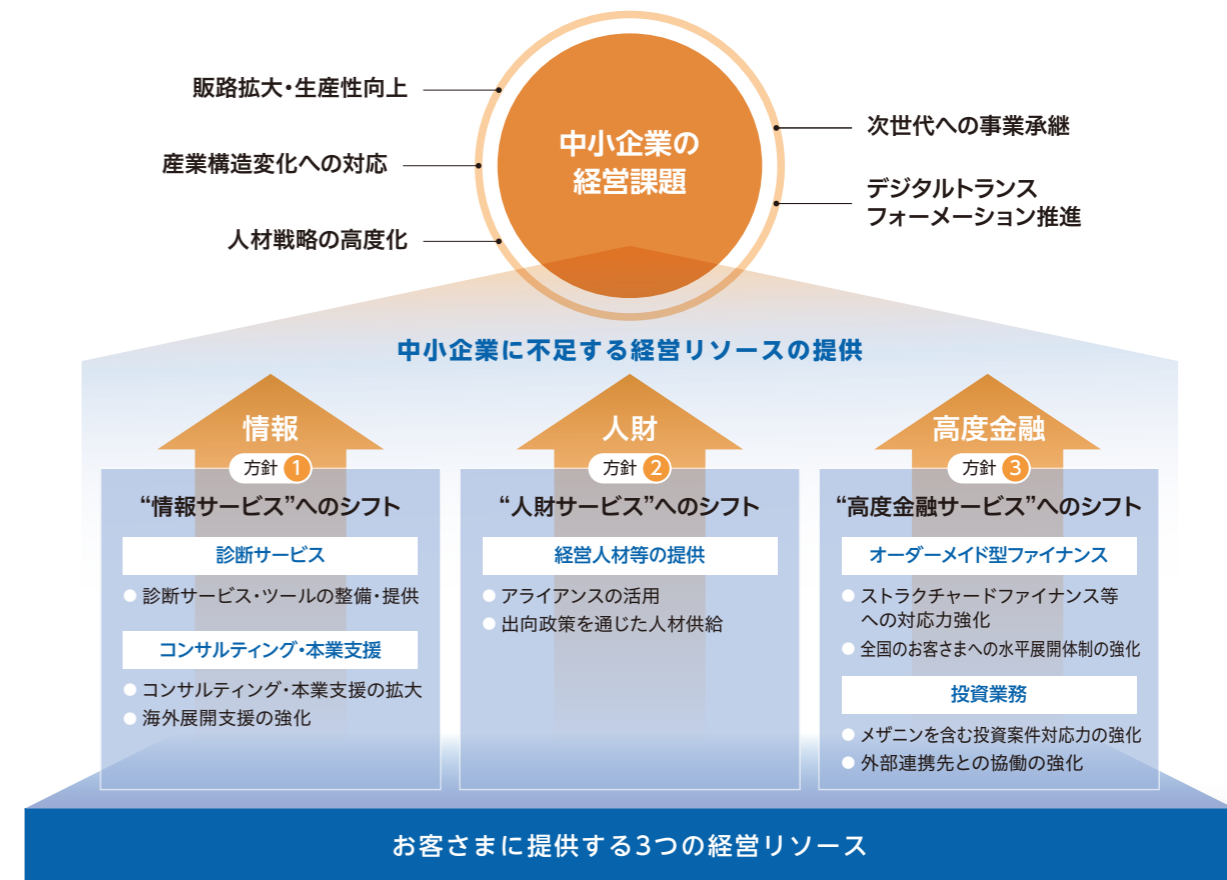 販路拡大・生産性向上
産業構造変化への対応
人材戦略の高度化
中小企業の
経営課題
次世代への事業承継
デジタルトランス
フォーメーション推進
中小企業に不足する経営リソースの提供
情報
方針 1
“情報サービス”へのシフト
診断サービス
診断サービス・ツールの整備・提供
コンサルティング・本業支援
コンサルティング・本業支援の拡大
海外展開支援の強化
人財
方針 2
“人財サービス”へのシフト
経営人材等の提供
アライアンスの活用
出向政策を通じた人材供給
高度金融
方針 3
“高度金融サービス”へのシフト
オーダーメイド型ファイナンス
ストラクチャードファイナンス等
への対応力強化
全国のお客さまへの水平展開体制の強化
投資業務
メザニンを含む投資案件対応力の強化
外部連携先との協働の強化
お客さまに提供する3つの経営リソース